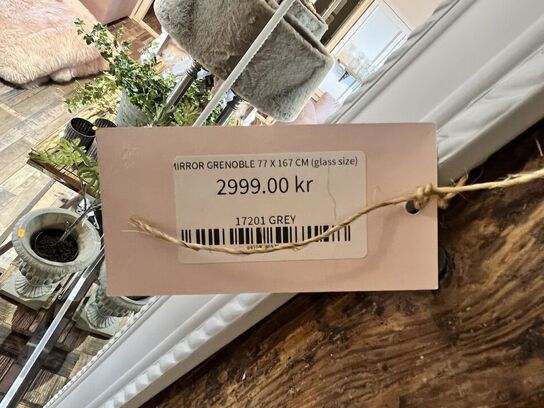 MIRROR GRENOBLE 77 X 167 CM (glass size)
2999.00 kr
17201 GREY